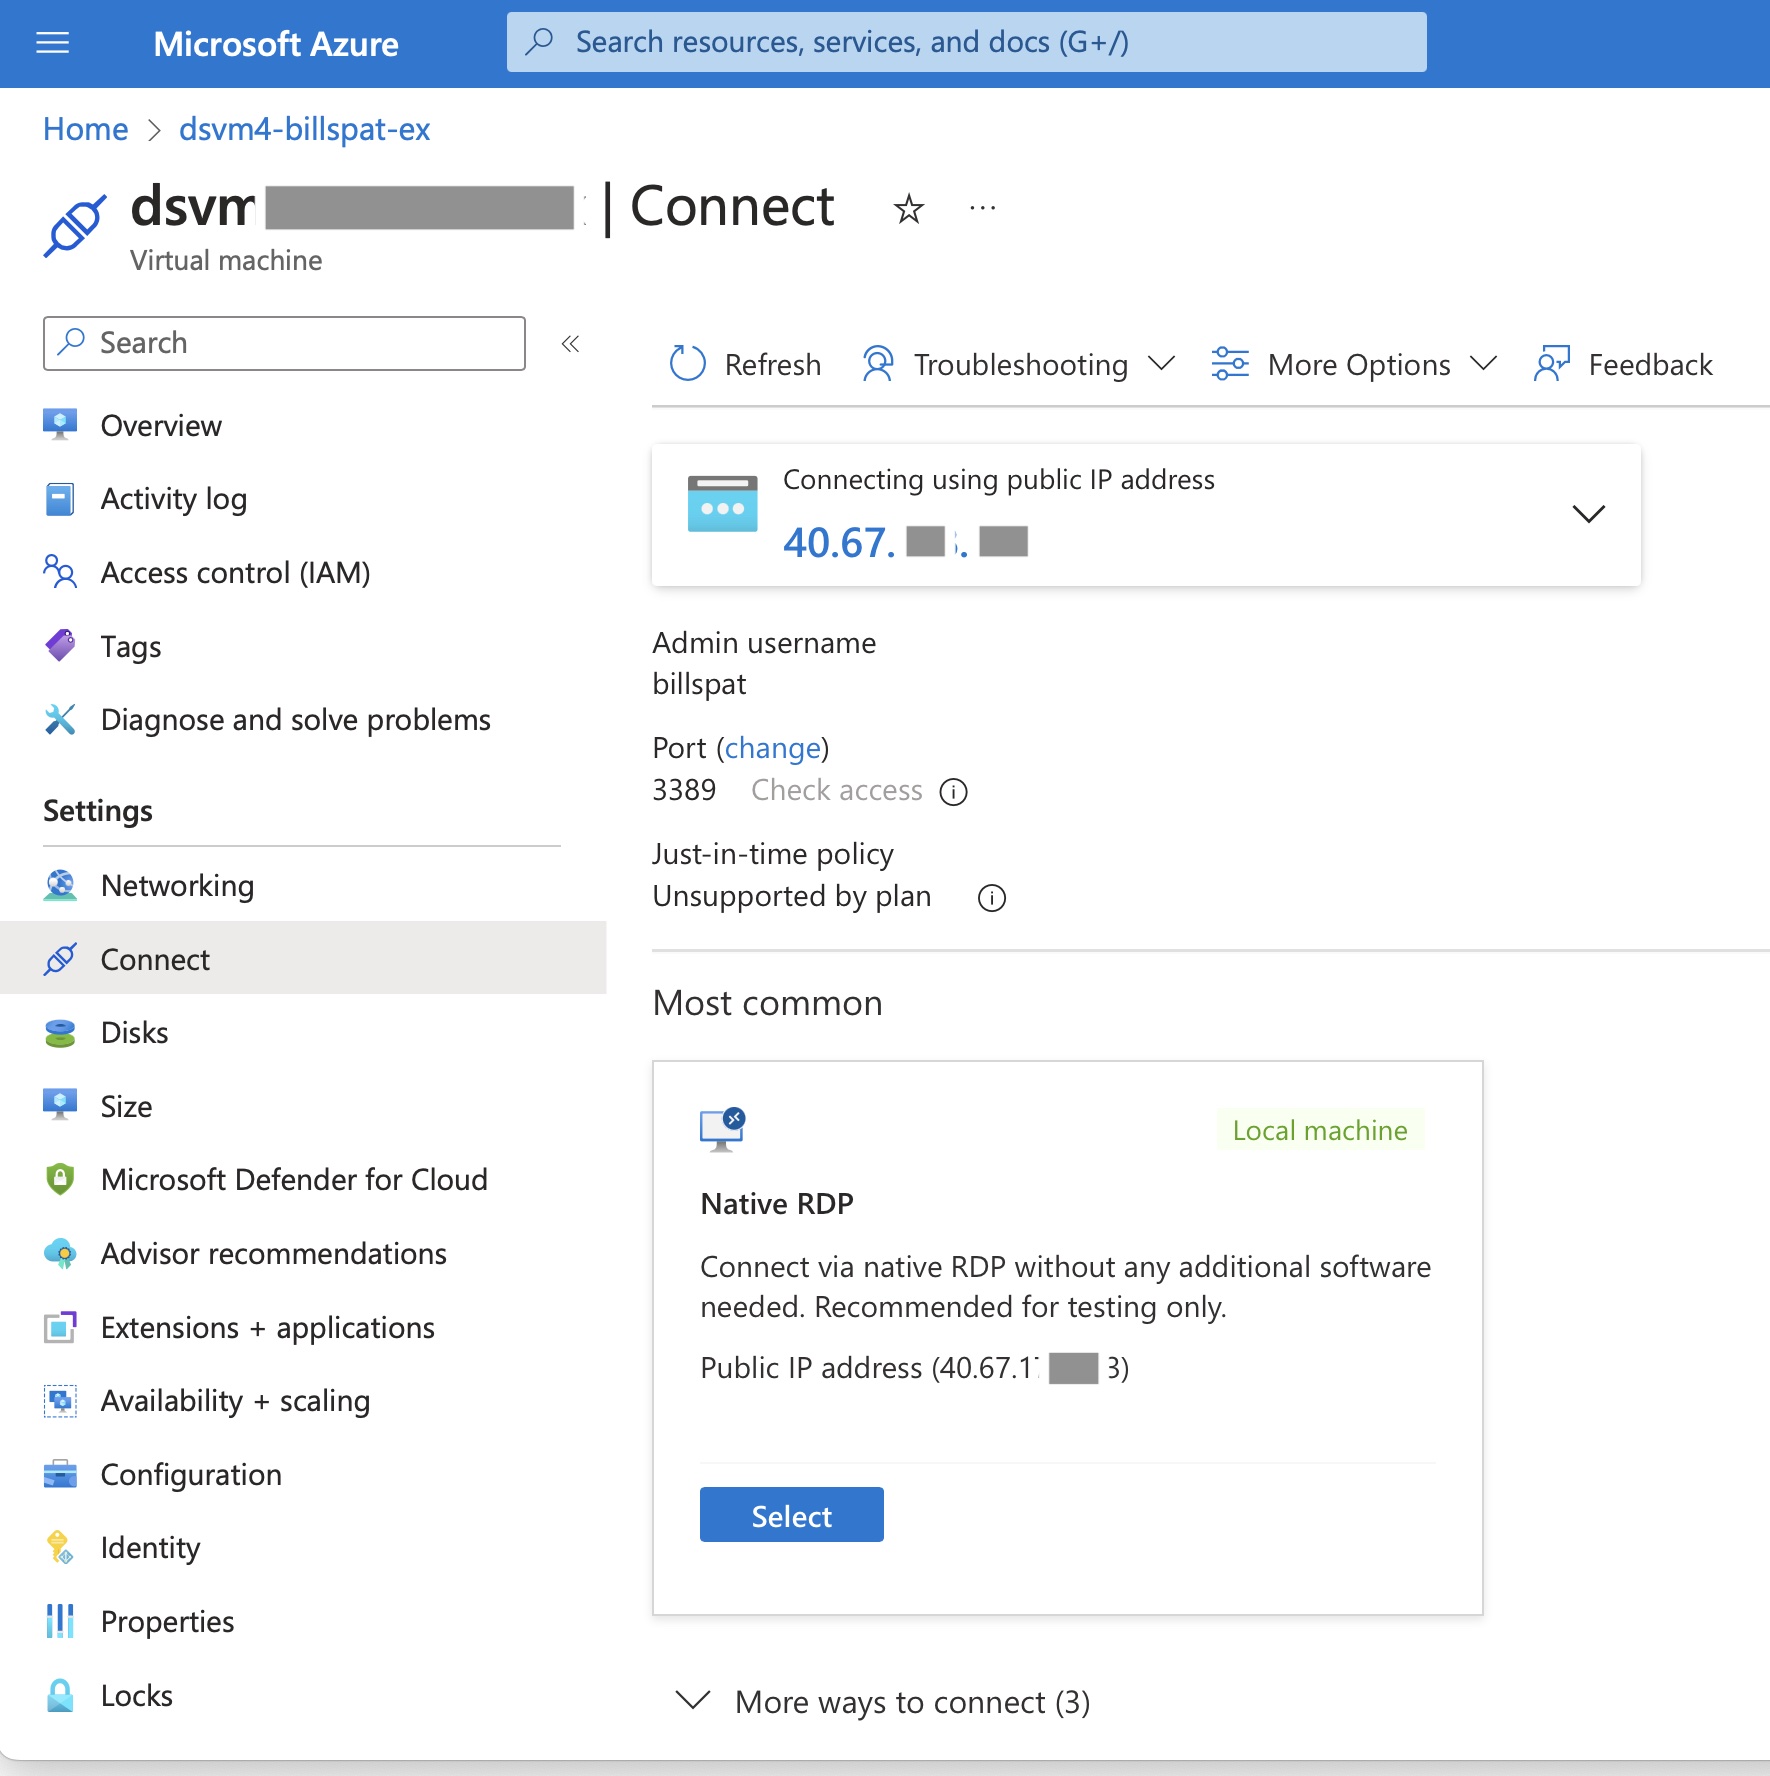 Microsoft Azure
Search resources, services, and docs (G+/)
Home > dsvm4-billspat-ex
dsvm | Connect
Virtual machine
Search
Refresh
Troubleshooting
More Options
Feedback
Overview
Activity log
Access control (IAM)
Tags
Diagnose and solve problems
Settings
Networking
Connect
Disks
Size
Microsoft Defender for Cloud
Advisor recommendations
Extensions + applications
Availability + scaling
Configuration
Identity
Properties
Locks
Connecting using public IP address
40.67. .
Admin username
billspat
Port (change)
3389 Check access
Just-in-time policy
Unsupported by plan
Most common
Local machine
Native RDP
Connect via native RDP without any additional software
needed. Recommended for testing only.
Public IP address (40.67.1 3)
Select
More ways to connect (3)